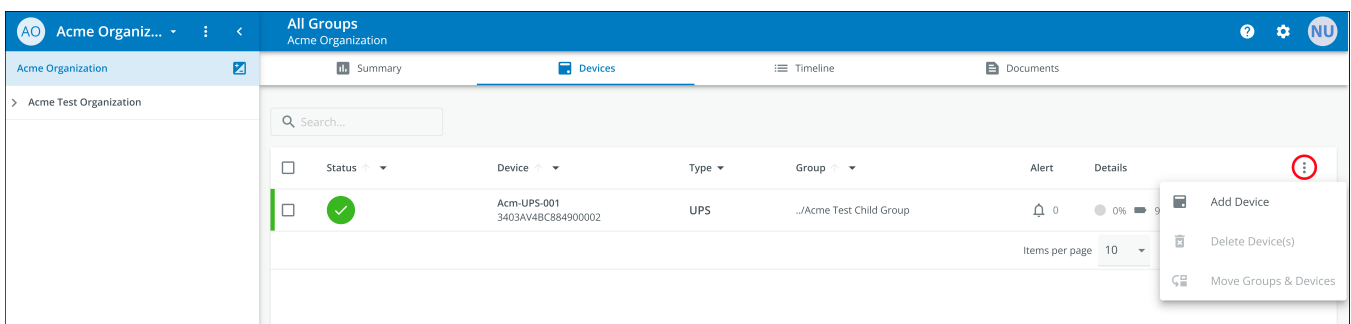 AO Acme Organiz...
All Groups
Acme Organization
NU
Acme Organization
Summary Devices Timeline Documents
Acme Test Organization
Search...
Status Device Type Group Alert Details
Acm-UPS-001
3403AV4BC884900002
UPS ../Acme Test Child Group 0 0% 9
Items per page 10
Add Device
Delete Device(s)
Move Groups & Devices